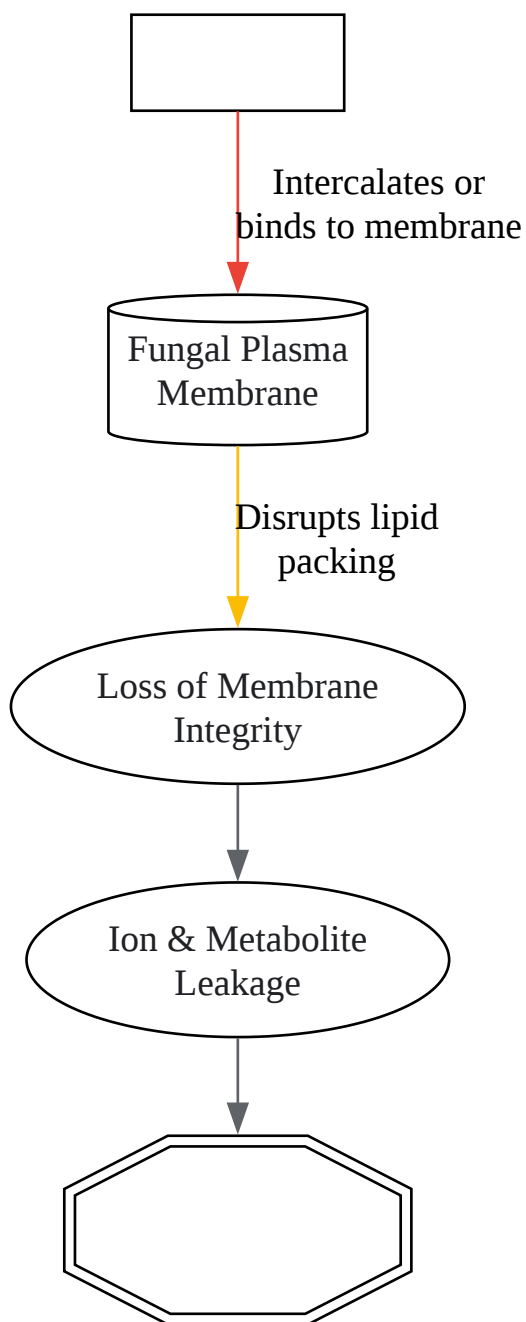 Intercalates or
binds to membrane
Fungal Plasma
Membrane
Disrupts lipid
packing
Loss of Membrane
Integrity
Ion & Metabolite
Leakage